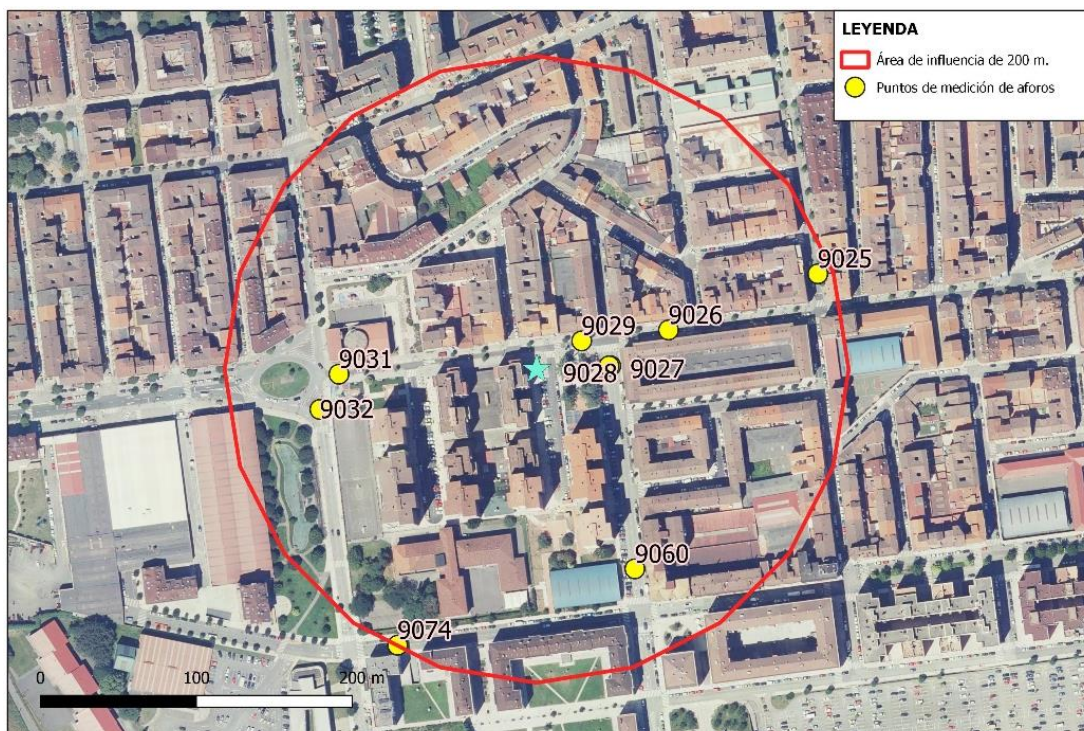 LEYENDA
Área de influencia de 200 m.
Puntos de medición de aforos
9025
9026
9029
9028
9027
9031
9032
9060
9074
0 100 200 m